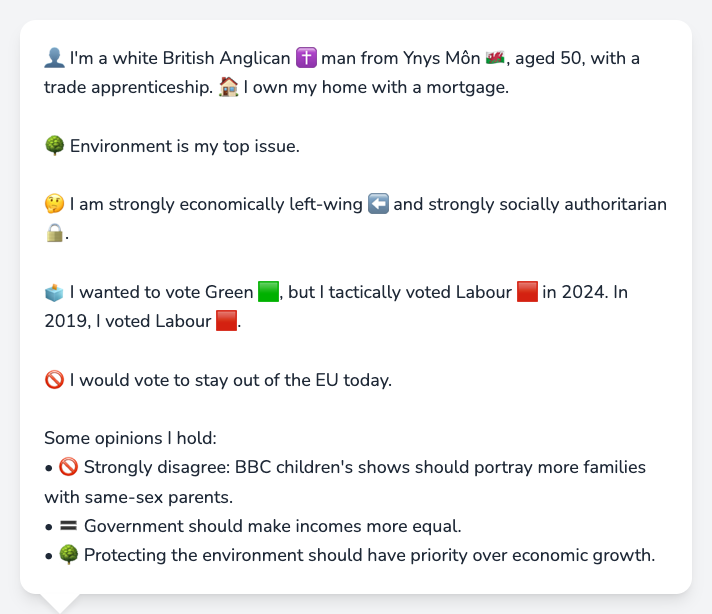 👤 I'm a white British Anglican ✝️ man from Ynys Môn 🏴󠁧󠁢󠁷󠁬󠁳󠁿, aged 50, with a
trade apprenticeship. 🏠 I own my home with a mortgage.
🌳 Environment is my top issue.
🤔 I am strongly economically left-wing ⬅️ and strongly socially authoritarian
🔒.
🗳️ I wanted to vote Green 🟩, but I tactically voted Labour 🟥 in 2024. In
2019, I voted Labour 🟥.
🚫 I would vote to stay out of the EU today.
Some opinions I hold:
• 🚫 Strongly disagree: BBC children's shows should portray more families
with same-sex parents.
• 🟰 Government should make incomes more equal.
• 🌳 Protecting the environment should have priority over economic growth.